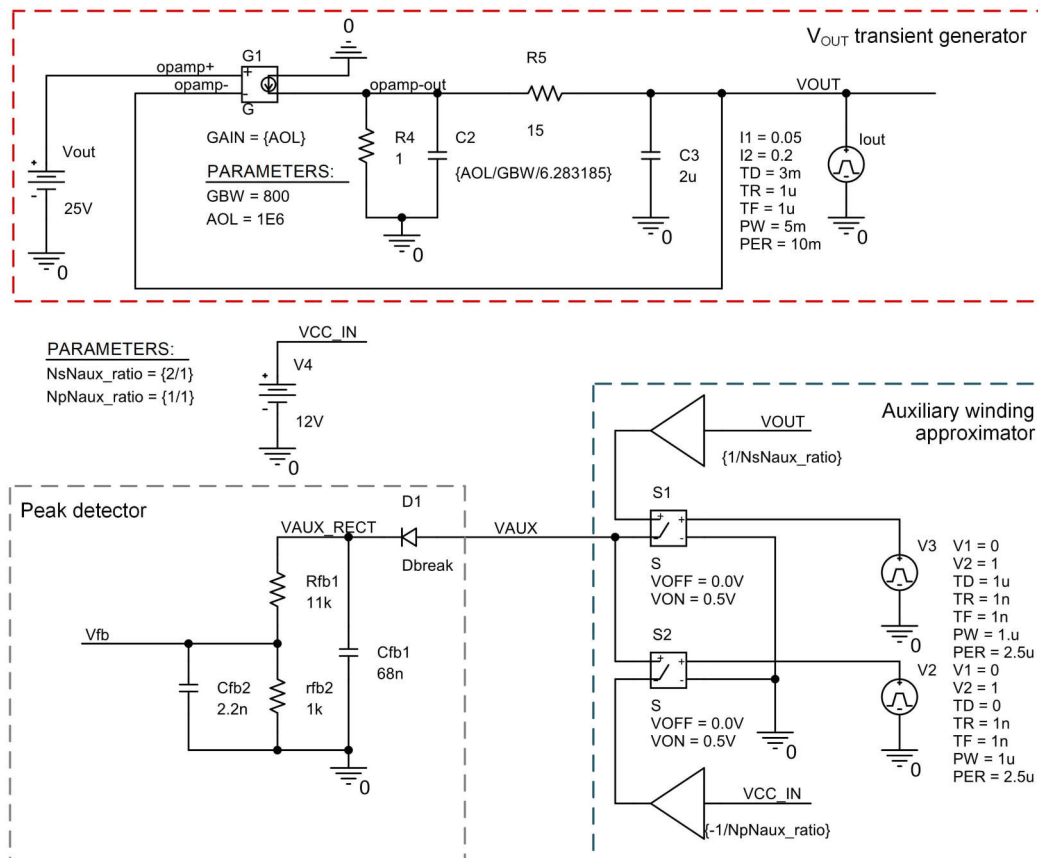 V_OUT transient generator
0
G1
opamp+
+
opamp-
-
G
opamp-out
R5
15
VOUT
GAIN = {AOL}
PARAMETERS:
GBW = 800
AOL = 1E6
R4
1
C2
{AOL/GBW/6.283185}
C3
2u
I1 = 0.05
I2 = 0.2
TD = 3m
TR = 1u
TF = 1u
PW = 5m
PER = 10m
Iout
+
-
Vout
+
-
25V
0
0
0
0
PARAMETERS:
NsNaux_ratio = {2/1}
NpNaux_ratio = {1/1}
VCC_IN
V4
+
-
12V
0
Auxiliary winding
approximator
VOUT
{1/NsNaux_ratio}
S1
+
+
-
-
S
VOFF = 0.0V
VON = 0.5V
V3
+
-
V1 = 0
V2 = 1
TD = 1u
TR = 1n
TF = 1n
PW = 1.u
PER = 2.5u
0
S2
+
+
-
-
S
VOFF = 0.0V
VON = 0.5V
V2
+
-
V1 = 0
V2 = 1
TD = 0
TR = 1n
TF = 1n
PW = 1u
PER = 2.5u
0
0
VCC_IN
{-1/NpNaux_ratio}
Peak detector
D1
VAUX_RECT
VAUX
Dbreak
Rfb1
11k
Vfb
Cfb1
68n
Cfb2
2.2n
rfb2
1k
0